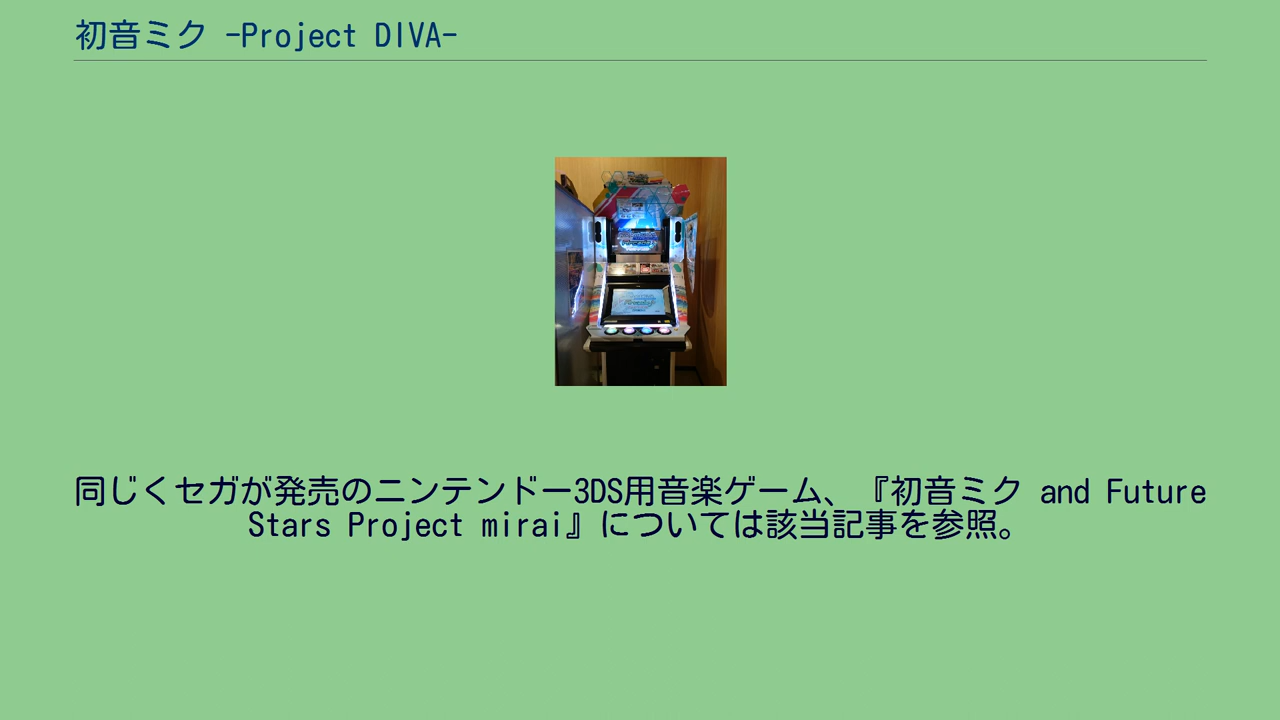 初音ミク -Project DIVA-
同じくセガが発売のニンテンドー3DS用音楽ゲーム、『初音ミク and Future
Stars Project mirai』については該当記事を参照。